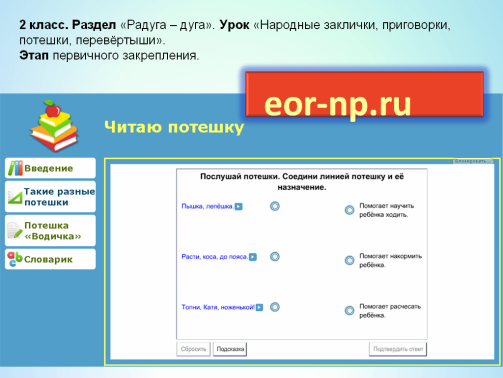 2 класс. Раздел «Радуга – дуга». Урок «Народные заклички, приговорки,
потешки, перевёртыши».
Этап первичного закрепления.
eor-np.ru
Читаю потешку
Введение
Такие разные
потешки
Потешка
«Водичка»
Словарик
Послушай потешки. Соедини линией потешку и её
назначение.
Пышка, лепёшка.
Помогает научить
ребёнка ходить.
Расти, коса, до пояса.
Помогает накормить
ребёнка.
Топни, Катя, ноженькой!
Помогает расчесать
ребёнка.
Сбросить
Подсказка
Подтвердить ответ